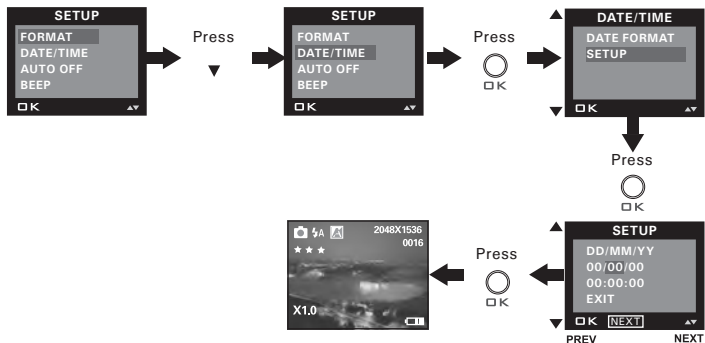 SETUP
FORMAT
DATE/TIME
AUTO OFF
BEEP
OK
Press
SETUP
FORMAT
DATE/TIME
AUTO OFF
BEEP
OK
Press
OK
DATE/TIME
DATE FORMAT
SETUP
OK
Press
OK
SETUP
DD/MM/YY
00/00/00
00:00:00
EXIT
OK NEXT
PREV NEXT
Press
OK
A 2048X1536
0016
X1.0